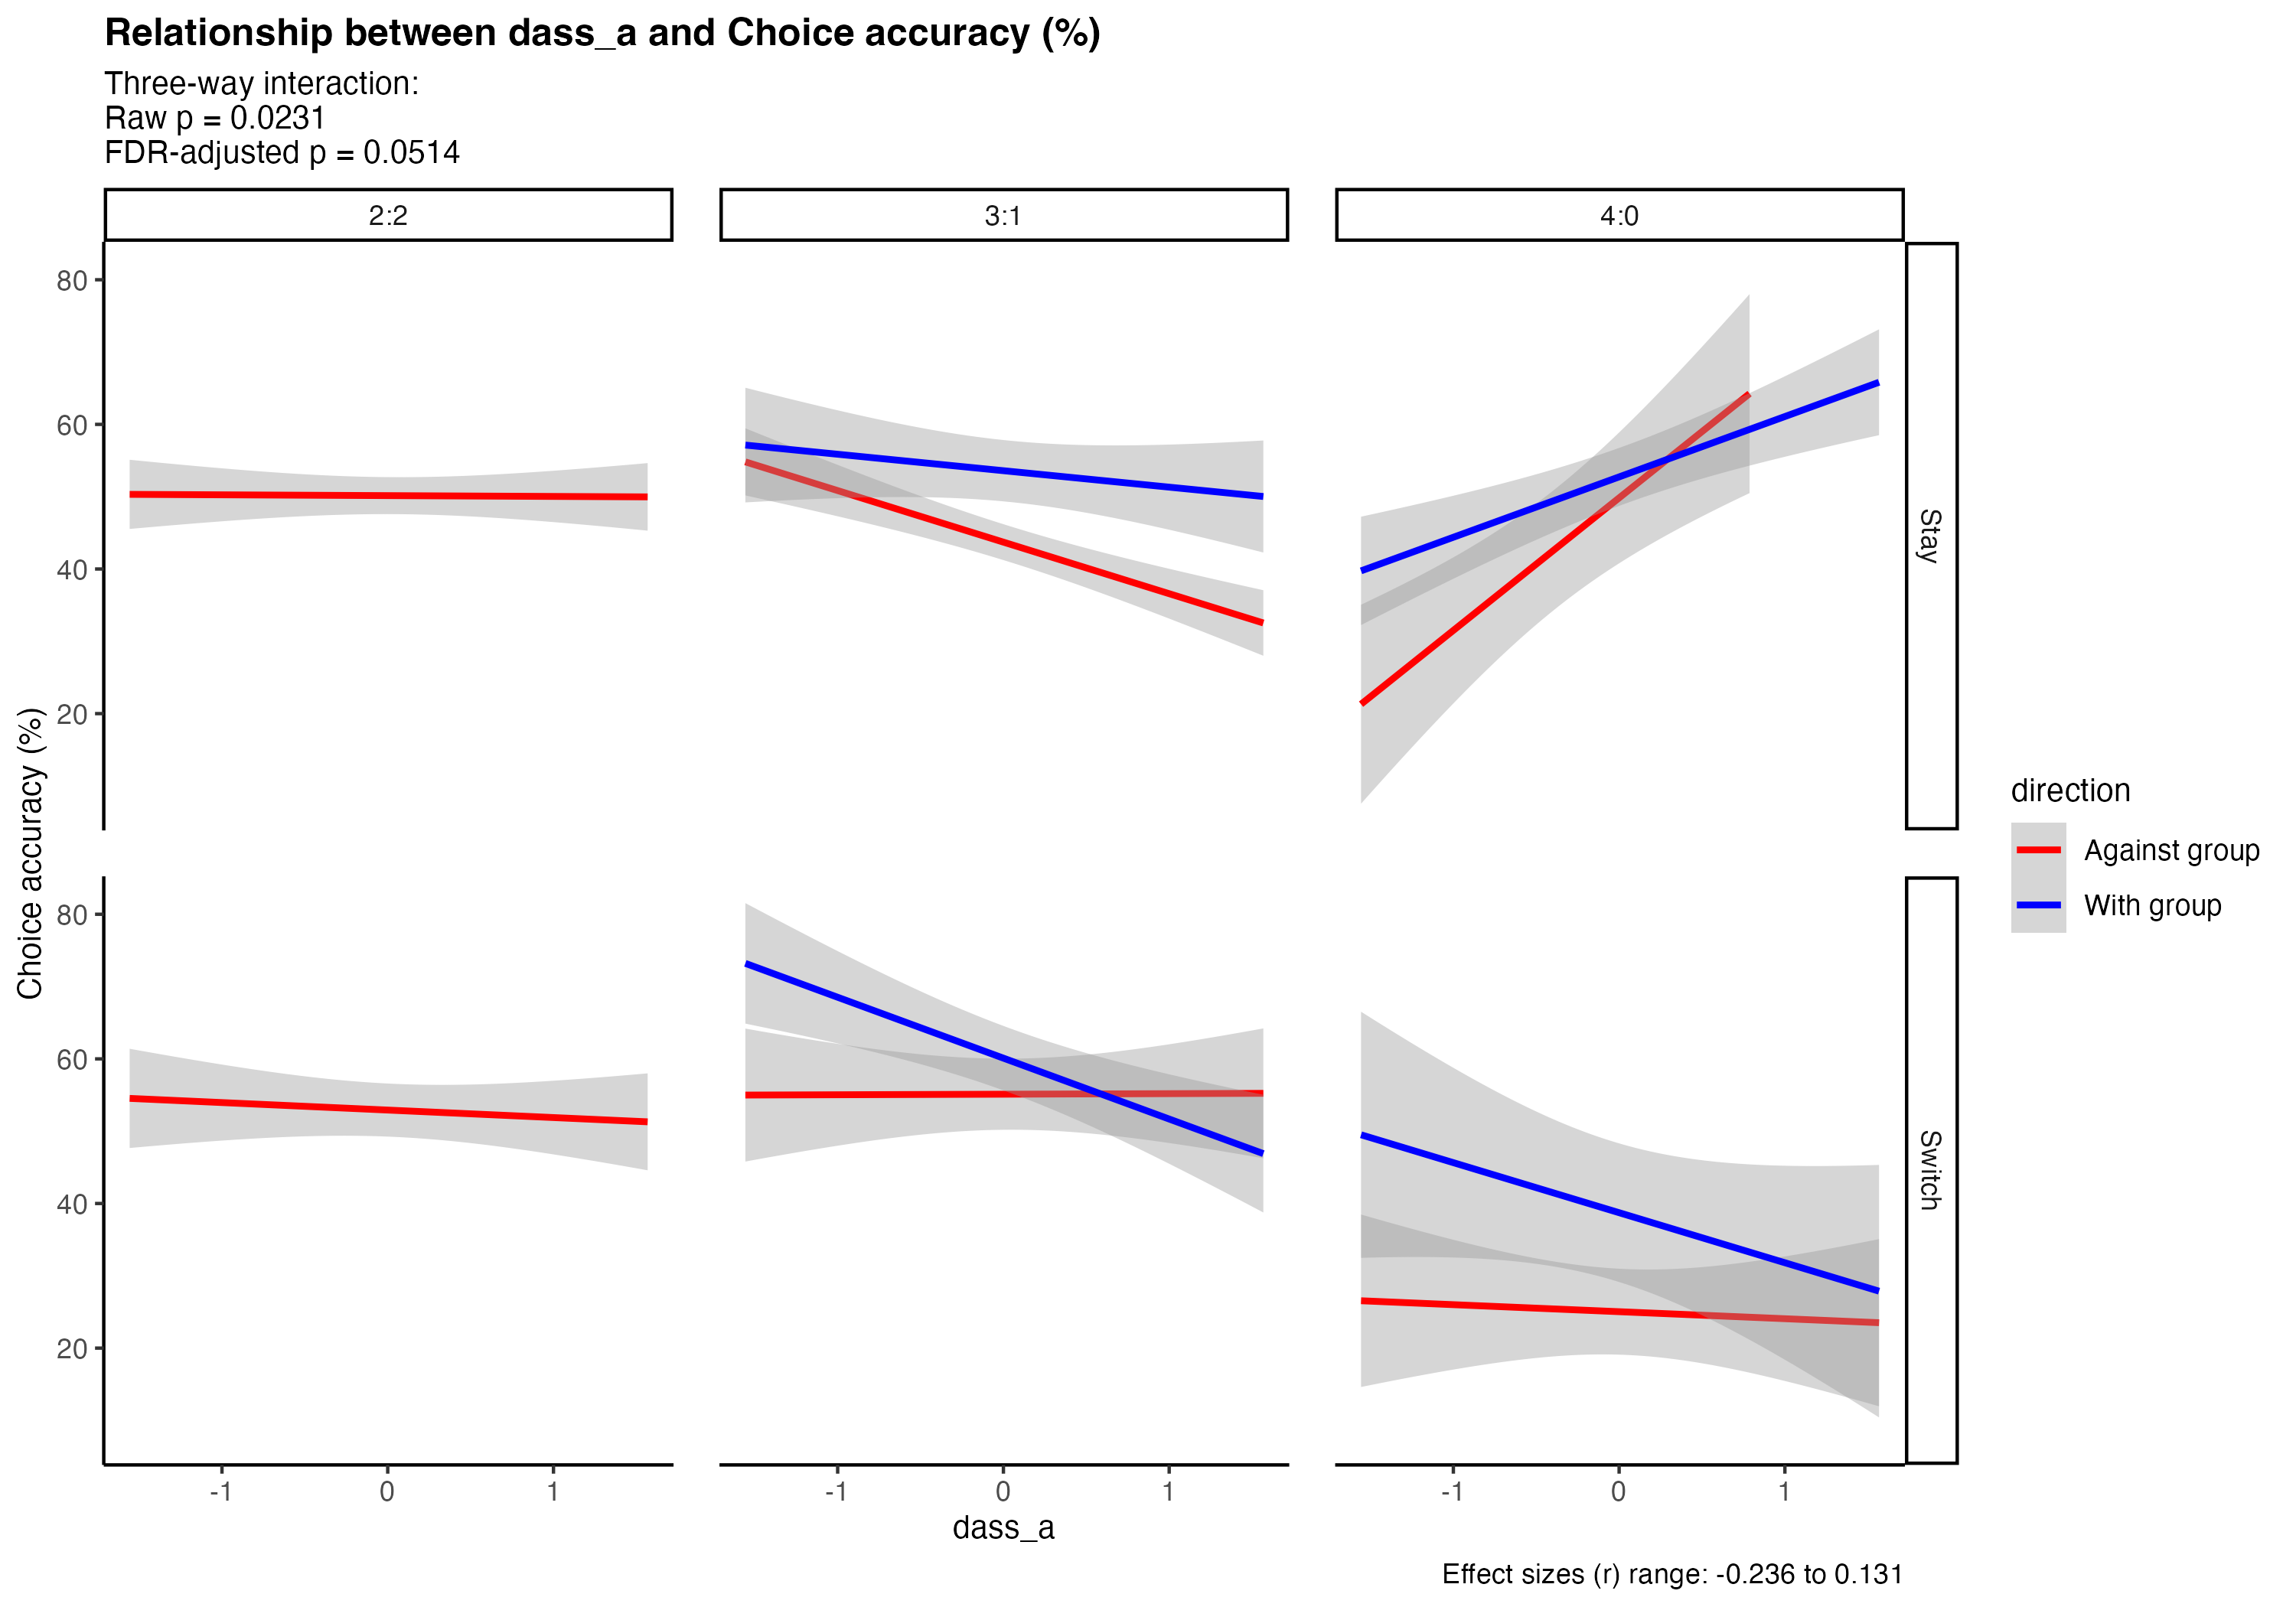 Relationship between dass_a and Choice accuracy (%)
Three-way interaction:
Raw p = 0.0231
FDR-adjusted p = 0.0514
2:2
3:1
4:0
80
60
40
20
Stay
Choice accuracy (%)
80
60
40
20
Switch
direction
Against group
With group
-1
0
1
-1
0
1
-1
0
1
dass_a
Effect sizes (r) range: -0.236 to 0.131